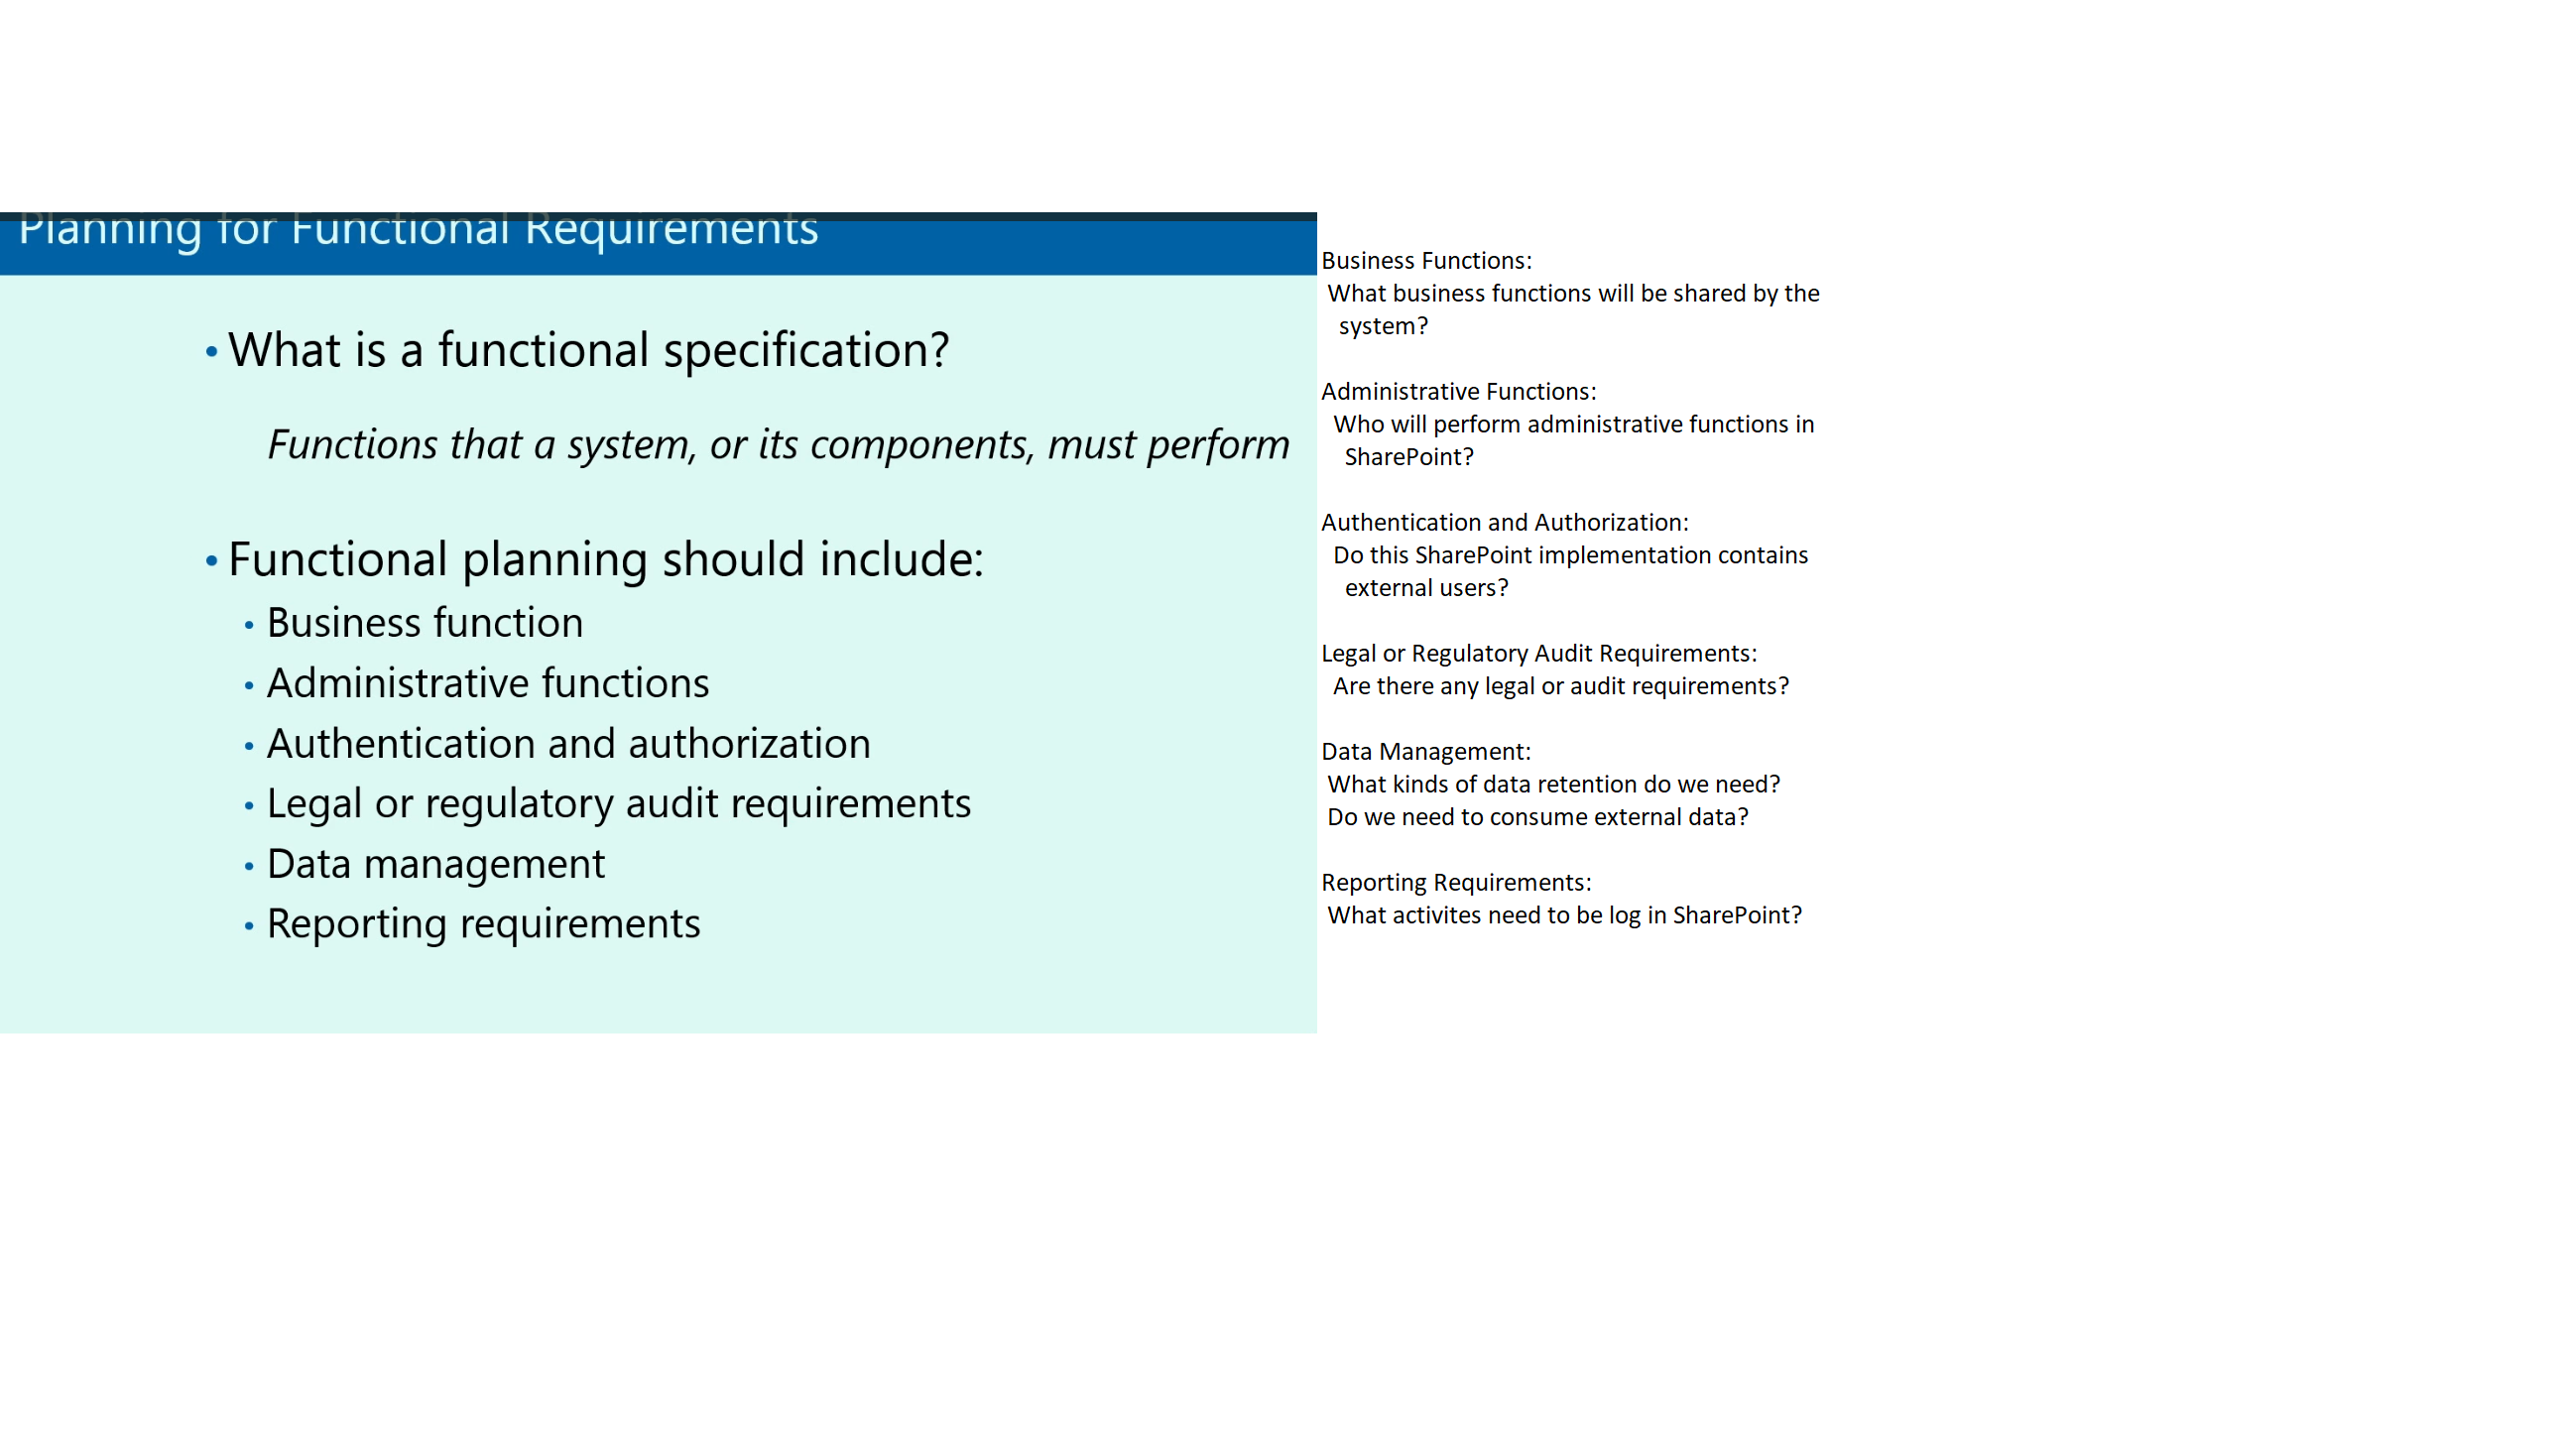 Planning for Functional Requirements
• What is a functional specification?
Functions that a system, or its components, must perform
• Functional planning should include:
• Business function
• Administrative functions
• Authentication and authorization
• Legal or regulatory audit requirements
• Data management
• Reporting requirements
Business Functions:
What business functions will be shared by the
system?
Administrative Functions:
Who will perform administrative functions in
SharePoint?
Authentication and Authorization:
Do this SharePoint implementation contains
external users?
Legal or Regulatory Audit Requirements:
Are there any legal or audit requirements?
Data Management:
What kinds of data retention do we need?
Do we need to consume external data?
Reporting Requirements:
What activites need to be log in SharePoint?